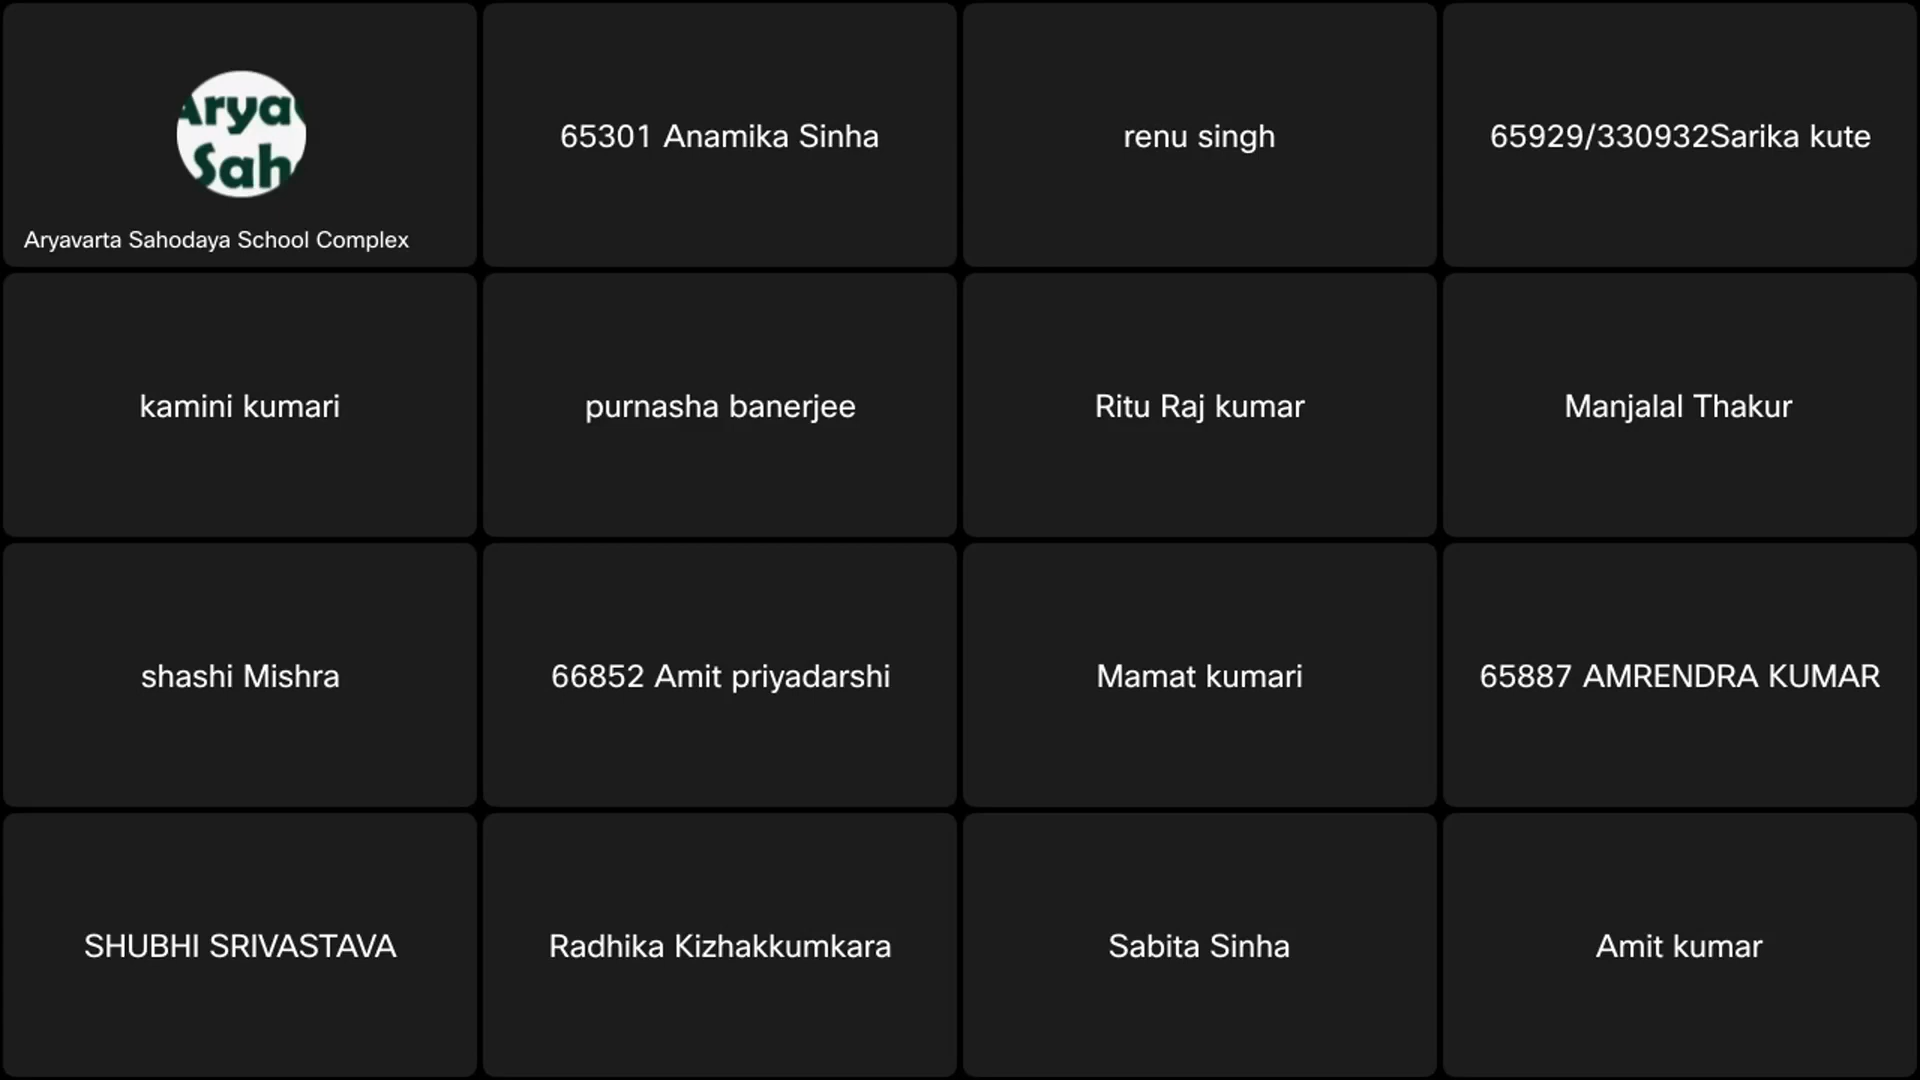 Arya
Sah
Aryavarta Sahodaya School Complex
65301 Anamika Sinha
renu singh
65929/330932Sarika kute
kamini kumari
purnasha banerjee
Ritu Raj kumar
Manjalal Thakur
shashi Mishra
66852 Amit priyadarshi
Mamat kumari
65887 AMRENDRA KUMAR
SHUBHI SRIVASTAVA
Radhika Kizhakkumkara
Sabita Sinha
Amit kumar